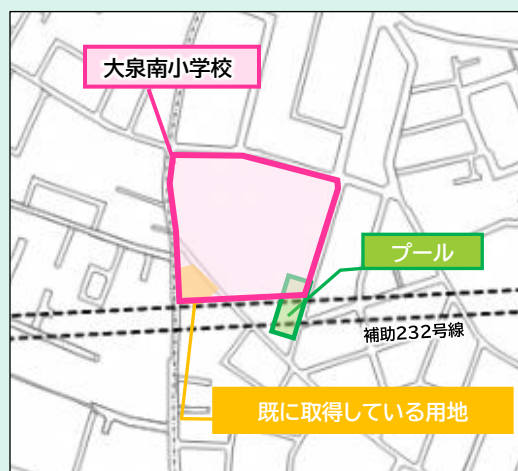 大泉南小学校
プール
補助232号線
既に取得している用地